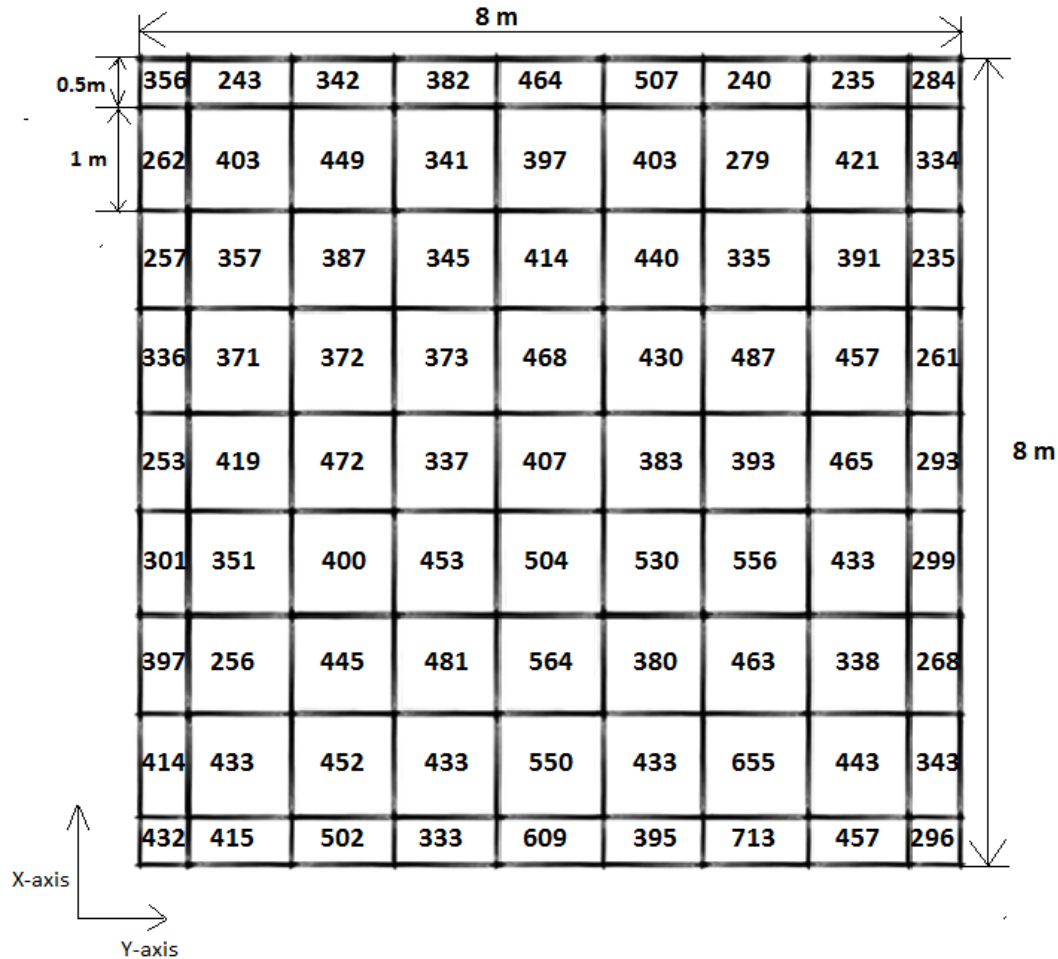 8 m
0.5m 356 243 342 382 464 507 240 235 284
1 m 262 403 449 341 397 403 279 421 334
257 357 387 345 414 440 335 391 235
336 371 372 373 468 430 487 457 261
253 419 472 337 407 383 393 465 293
8 m
301 351 400 453 504 530 556 433 299
397 256 445 481 564 380 463 338 268
414 433 452 433 550 433 655 443 343
432 415 502 333 609 395 713 457 296
X-axis
Y-axis